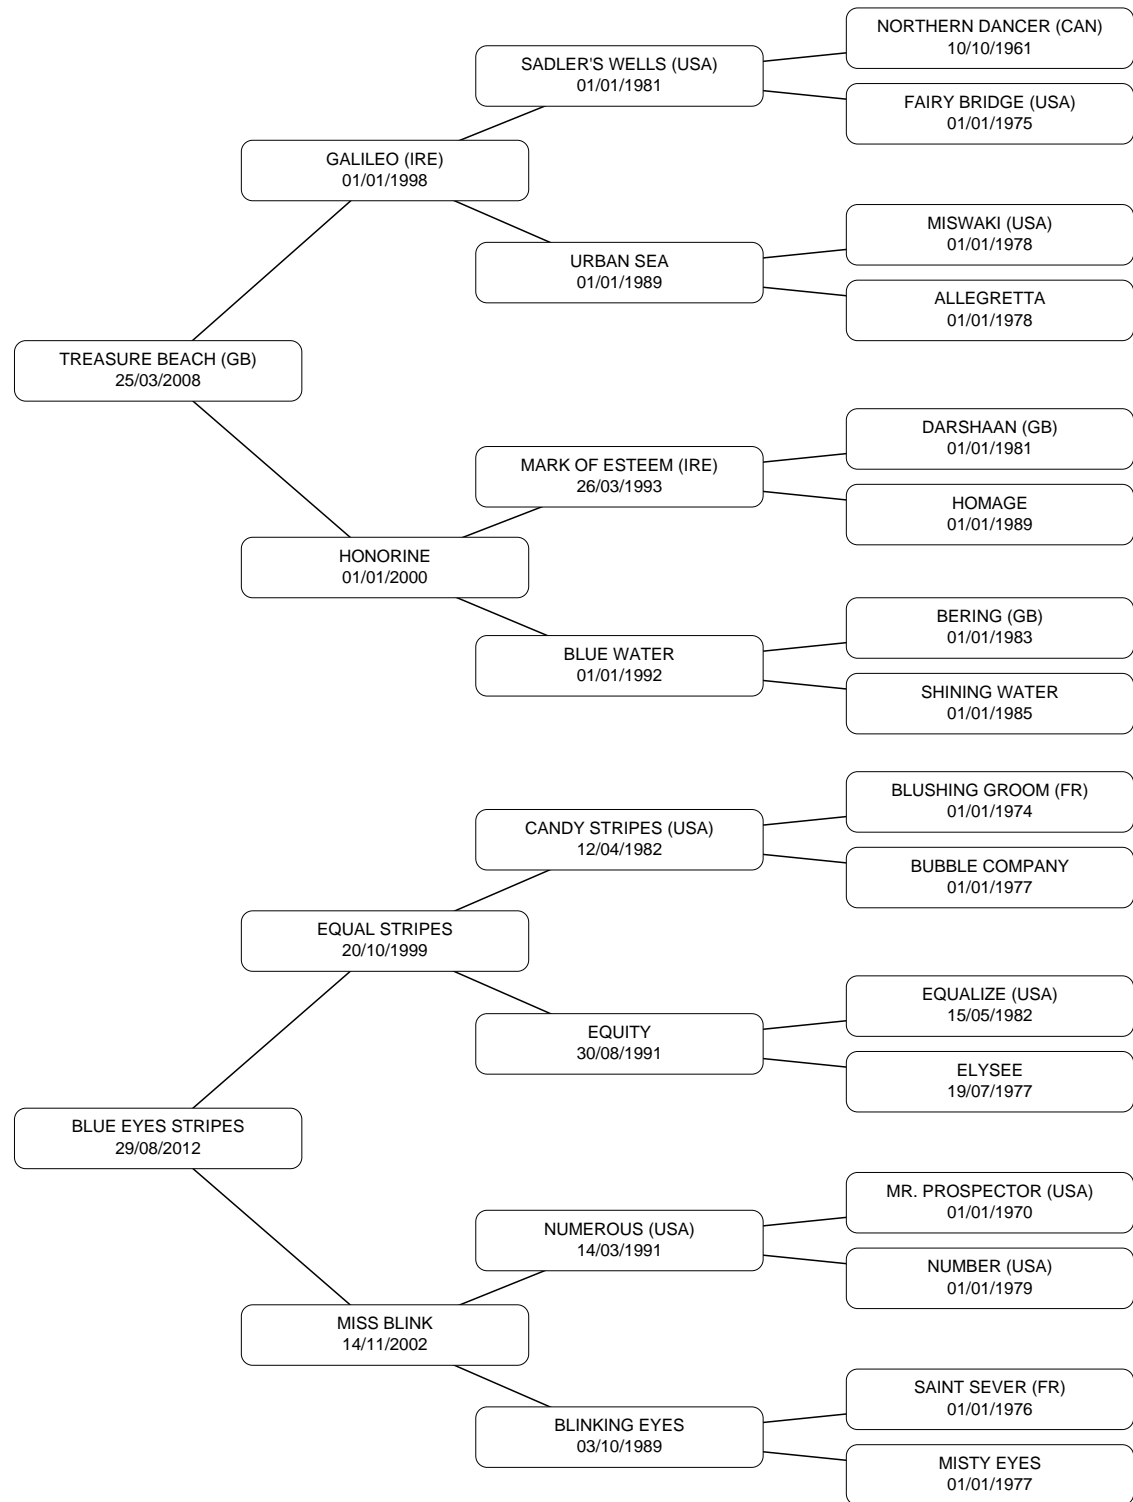 NORTHERN DANCER (CAN)
10/10/1961
SADLER'S WELLS (USA)
01/01/1981
FAIRY BRIDGE (USA)
01/01/1975
GALILEO (IRE)
01/01/1998
MISWAKI (USA)
01/01/1978
URBAN SEA
01/01/1989
ALLEGRETTA
01/01/1978
TREASURE BEACH (GB)
25/03/2008
DARSHAAN (GB)
01/01/1981
MARK OF ESTEEM (IRE)
26/03/1993
HOMAGE
01/01/1989
HONORINE
01/01/2000
BERING (GB)
01/01/1983
BLUE WATER
01/01/1992
SHINING WATER
01/01/1985
BLUSHING GROOM (FR)
01/01/1974
CANDY STRIPES (USA)
12/04/1982
BUBBLE COMPANY
01/01/1977
EQUAL STRIPES
20/10/1999
EQUALIZE (USA)
15/05/1982
EQUITY
30/08/1991
ELYSEE
19/07/1977
BLUE EYES STRIPES
29/08/2012
MR. PROSPECTOR (USA)
01/01/1970
NUMEROUS (USA)
14/03/1991
NUMBER (USA)
01/01/1979
MISS BLINK
14/11/2002
SAINT SEVER (FR)
01/01/1976
BLINKING EYES
03/10/1989
MISTY EYES
01/01/1977